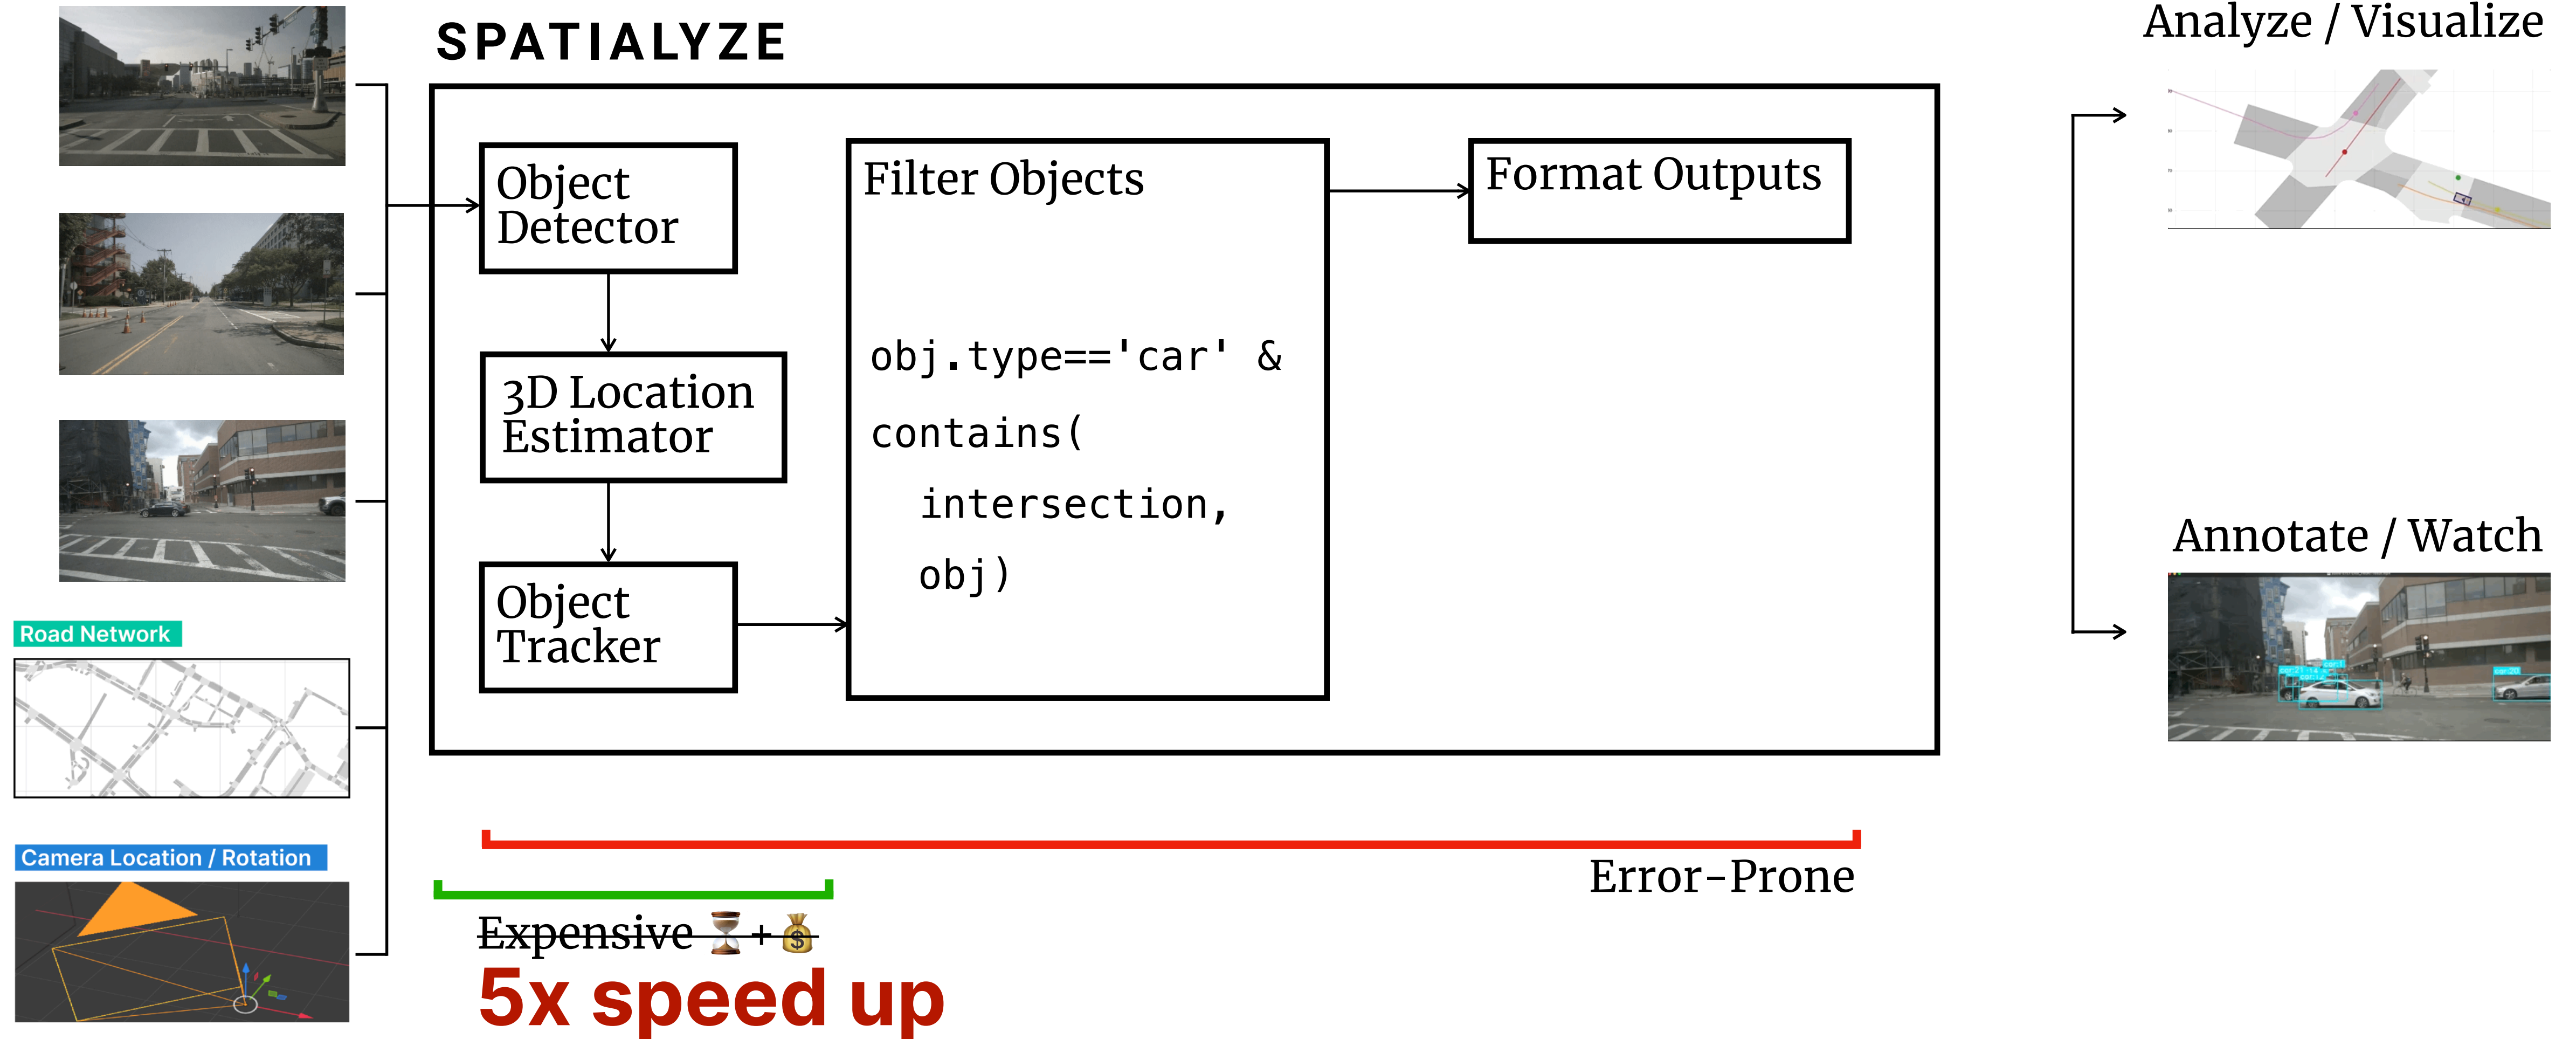 SPATIALYZE
Object
Detector
3D Location
Estimator
Object
Tracker
Filter Objects
obj.type=='car' &
contains(
intersection,
obj)
Format Outputs
Analyze / Visualize
Annotate / Watch
Road Network
Camera Location / Rotation
Error-Prone
Expensive ⏳+💰
5x speed up